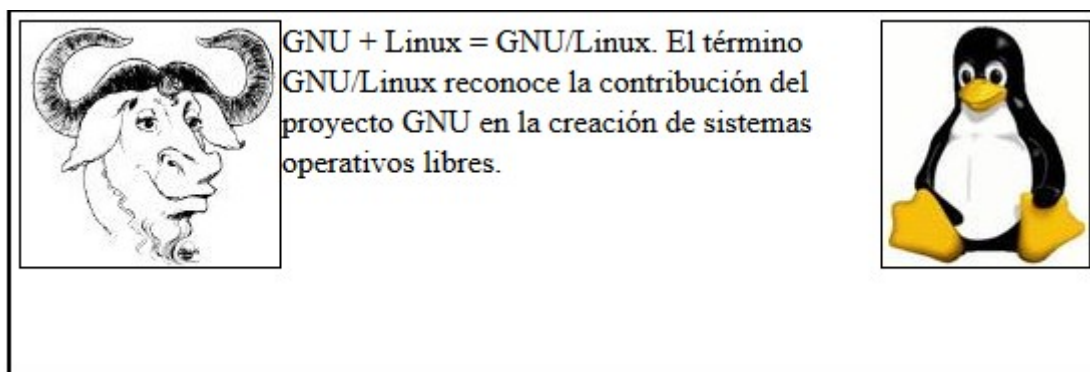 GNU + Linux = GNU/Linux. El término
GNU/Linux reconoce la contribución del
proyecto GNU en la creación de sistemas
operativos libres.